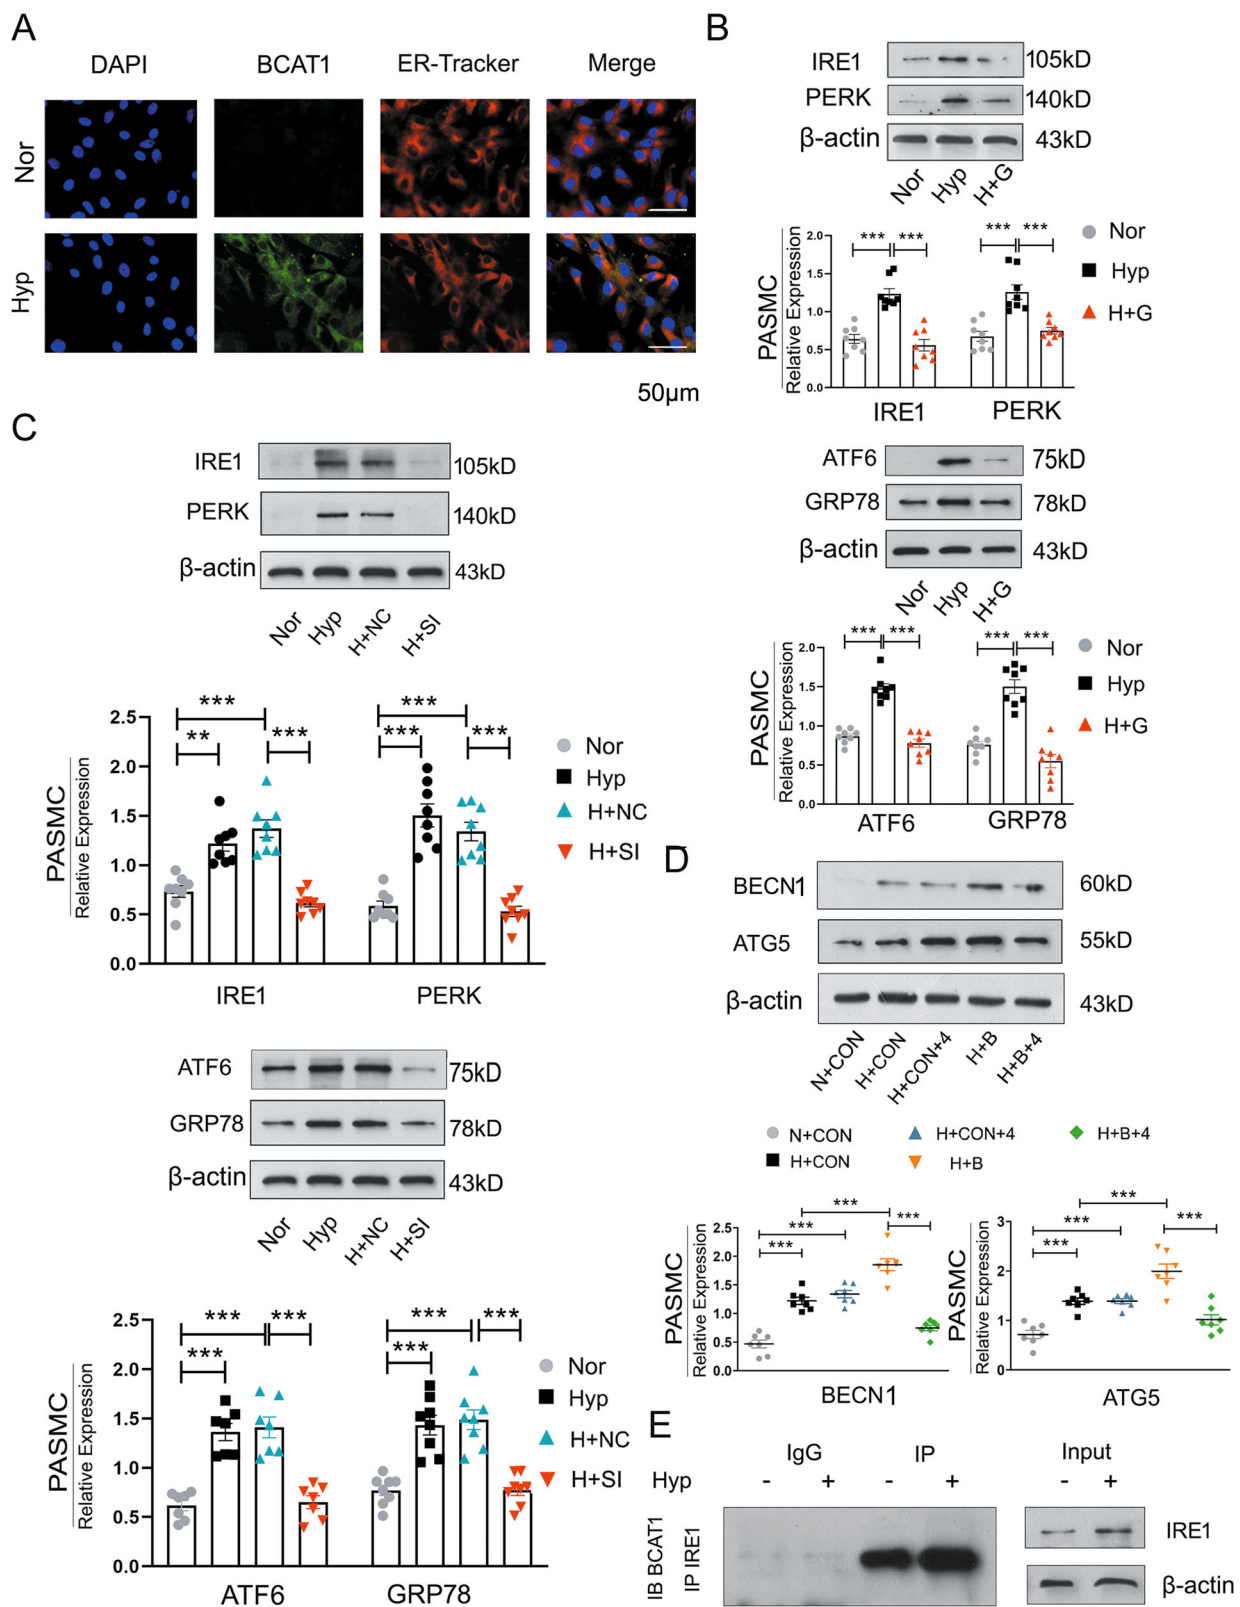 A
DAPI BCAT1 ER-Tracker Merge
Nor
Hyp
50μm
B
IRE1 105kD
PERK 140kD
β-actin 43kD
Nor Hyp H+G
PASMC
Relative Expression
2.0
1.5
1.0
0.5
0.0
*** *** *** ***
IRE1 PERK
Nor
Hyp
H+G
ATF6 75kD
GRP78 78kD
β-actin 43kD
Nor Hyp H+G
PASMC
Relative Expression
2.0
1.5
1.0
0.5
0.0
*** *** *** ***
ATF6 GRP78
Nor
Hyp
H+G
C
IRE1 105kD
PERK 140kD
β-actin 43kD
Nor Hyp H+NC H+SI
PASMC
Relative Expression
2.5
2.0
1.5
1.0
0.5
0.0
*** ***
** *** *** ***
IRE1 PERK
Nor
Hyp
H+NC
H+SI
ATF6 75kD
GRP78 78kD
β-actin 43kD
Nor Hyp H+NC H+SI
PASMC
Relative Expression
2.5
2.0
1.5
1.0
0.5
0.0
*** *** *** ***
*** ***
ATF6 GRP78
Nor
Hyp
H+NC
H+SI
D
BECN1 60kD
ATG5 55kD
β-actin 43kD
N+CON H+CON H+CON+4 H+B H+B+4
N+CON H+CON+4 H+B+4
H+CON H+B
PASMC
Relative Expression
2.5
2.0
1.5
1.0
0.5
0.0
***
*** ***
***
BECN1
PASMC
Relative Expression
3
2
1
0
***
*** ***
***
ATG5
E
IgG IP Input
Hyp - + - + - +
IB BCAT1
IP IRE1
IRE1
β-actin